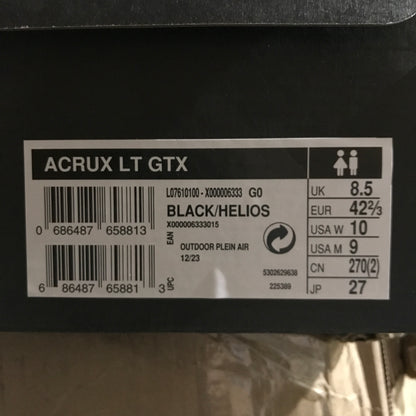 ACRUX LT GTX
L07610100 - X000006333 G0
BLACK/HELIOS
X000006333015
0 686487 658813
EAN
OUTDOOR PLEIN AIR
12/23
5302629638
225389
6 86487 65881 3
UPC
UK 8.5
EUR 42⅔
USA W 10
USA M 9
CN 270(2)
JP 27